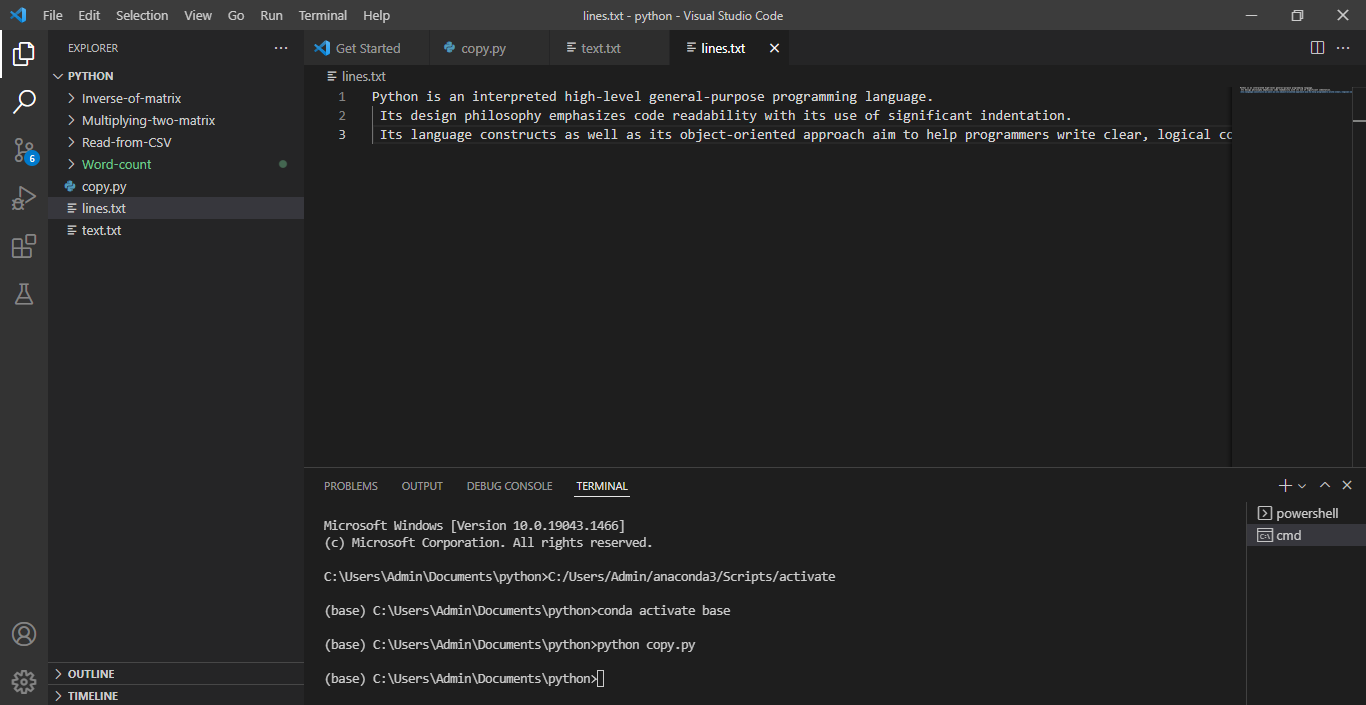 File Edit Selection View Go Run Terminal Help
lines.txt - python - Visual Studio Code
EXPLORER
PYTHON
Inverse-of-matrix
Multiplying-two-matrix
Read-from-CSV
Word-count
copy.py
lines.txt
text.txt
OUTLINE
TIMELINE
6
Get Started copy.py text.txt lines.txt
lines.txt
1 Python is an interpreted high-level general-purpose programming language.
2 Its design philosophy emphasizes code readability with its use of significant indentation.
3 Its language constructs as well as its object-oriented approach aim to help programmers write clear, logical co
PROBLEMS OUTPUT DEBUG CONSOLE TERMINAL
Microsoft Windows [Version 10.0.19043.1466]
(c) Microsoft Corporation. All rights reserved.
C:\Users\Admin\Documents\python>C:/Users/Admin/anaconda3/Scripts/activate
(base) C:\Users\Admin\Documents\python>conda activate base
(base) C:\Users\Admin\Documents\python>python copy.py
(base) C:\Users\Admin\Documents\python>
powershell
cmd